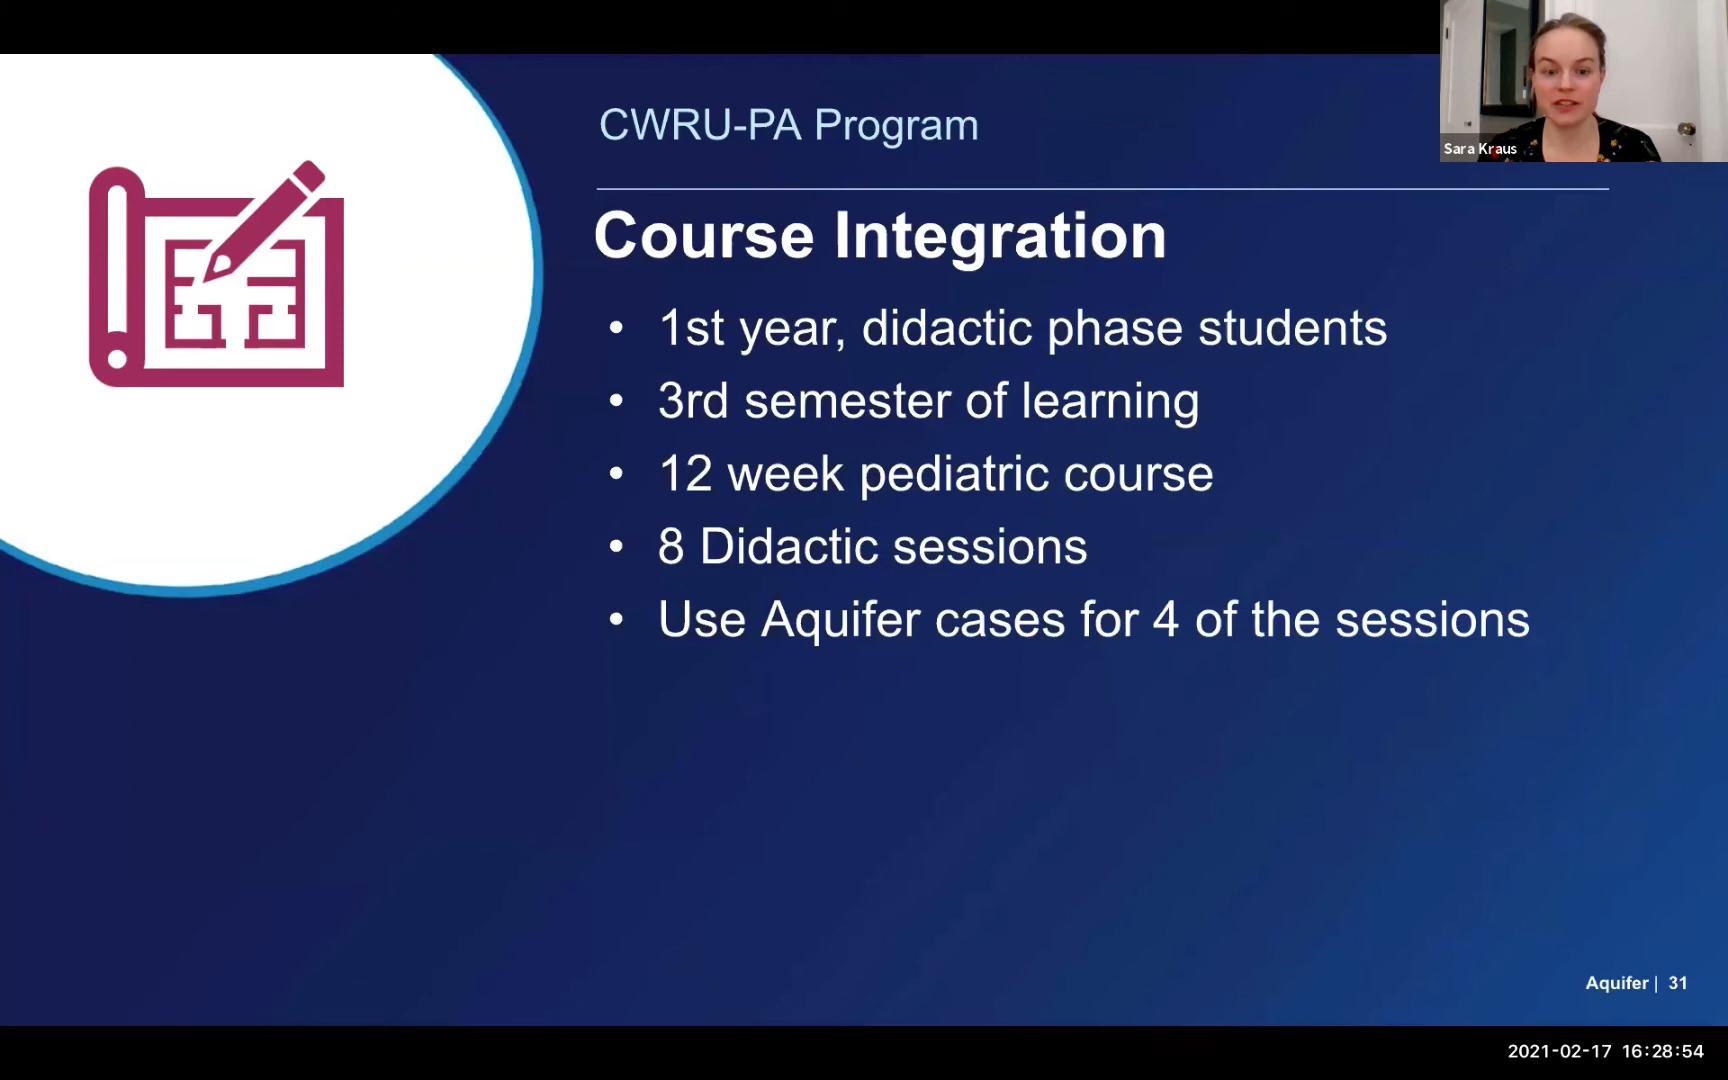 CWRU-PA Program
Sara Kraus
Course Integration
• 1st year, didactic phase students
• 3rd semester of learning
• 12 week pediatric course
• 8 Didactic sessions
• Use Aquifer cases for 4 of the sessions
Aquifer | 31
2021-02-17 16:28:54